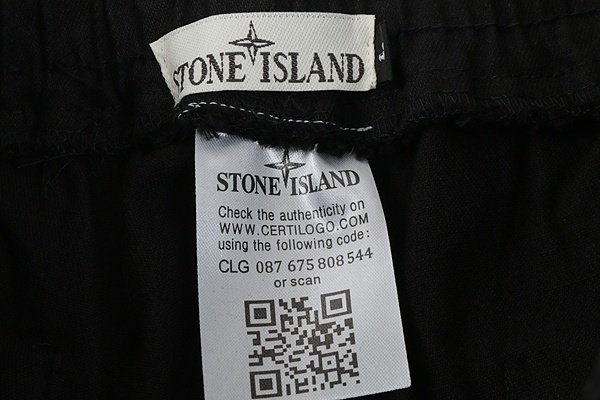 STONE ISLAND
L
STONE ISLAND
Check the authenticity on
WWW.CERTILOGO.COM
using the following code:
CLG 087 675 808 544
or scan